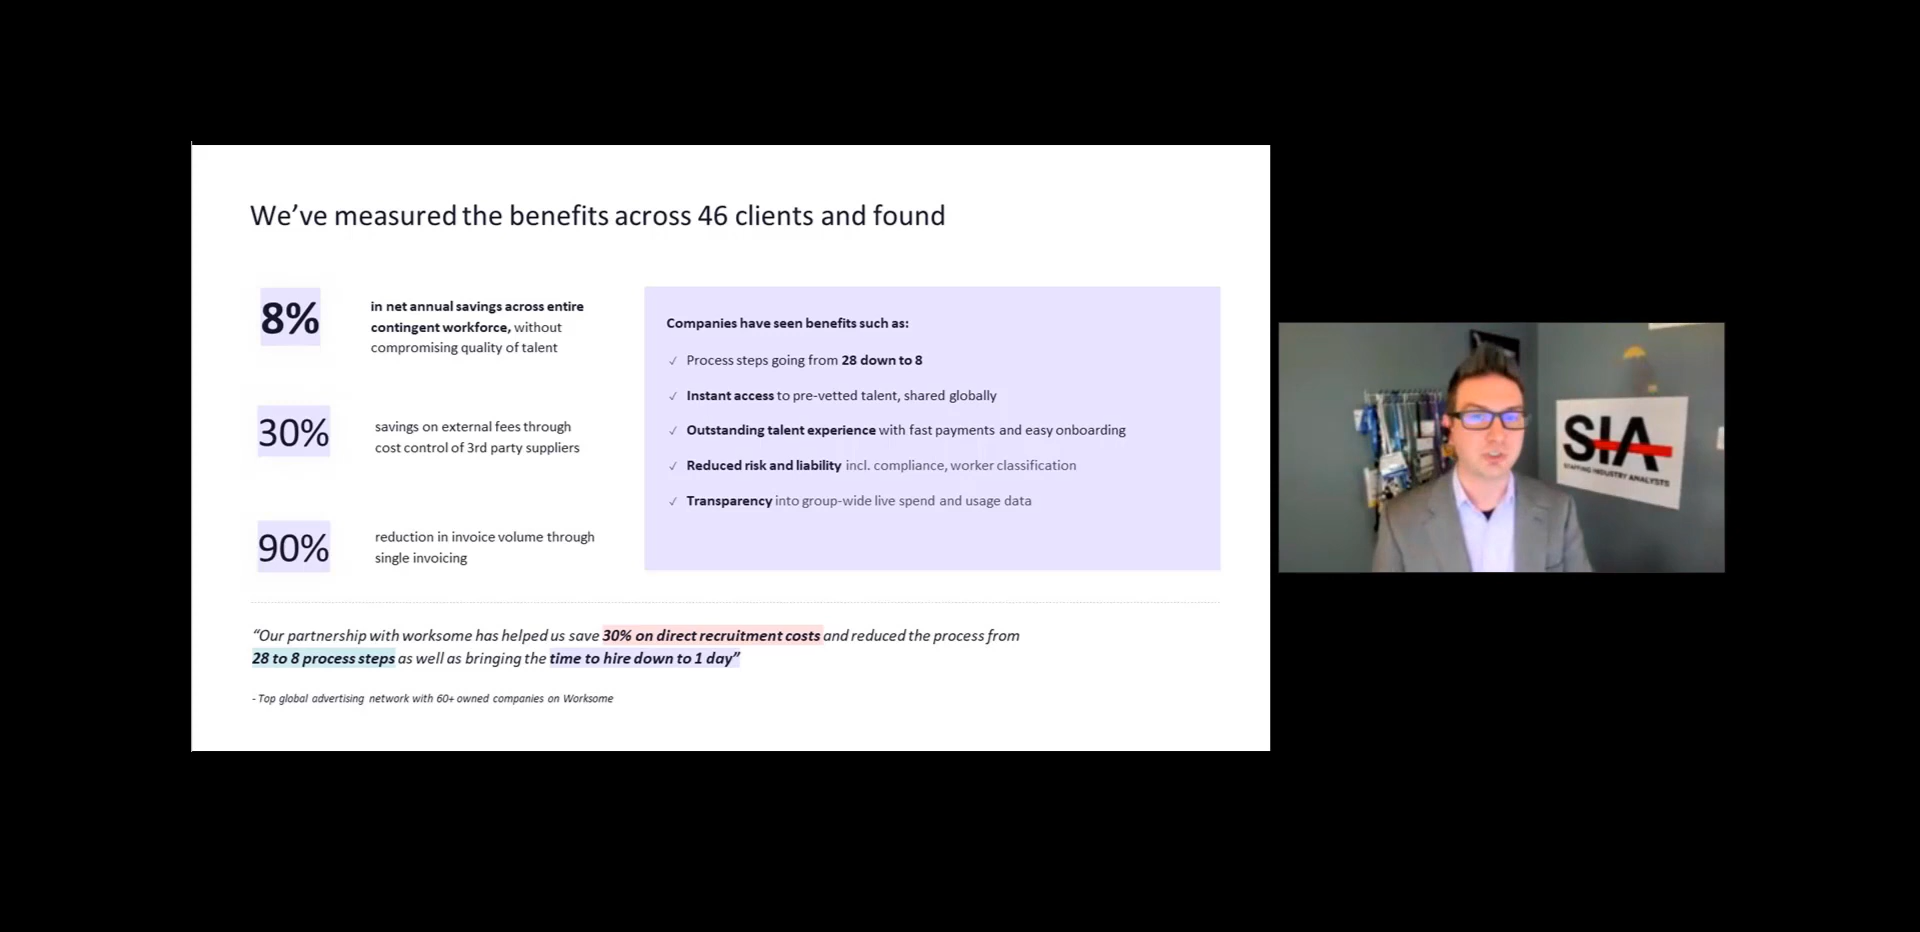 We've measured the benefits across 46 clients and found
8%
in net annual savings across entire
contingent workforce, without
compromising quality of talent
30%
savings on external fees through
cost control of 3rd party suppliers
90%
reduction in invoice volume through
single invoicing
Companies have seen benefits such as:
✓ Process steps going from 28 down to 8
✓ Instant access to pre-vetted talent, shared globally
✓ Outstanding talent experience with fast payments and easy onboarding
✓ Reduced risk and liability incl. compliance, worker classification
✓ Transparency into group-wide live spend and usage data
“Our partnership with worksome has helped us save 30% on direct recruitment costs and reduced the process from
28 to 8 process steps as well as bringing the time to hire down to 1 day”
- Top global advertising network with 60+ owned companies on Worksome
SIA
STAFFING INDUSTRY ANALYSTS